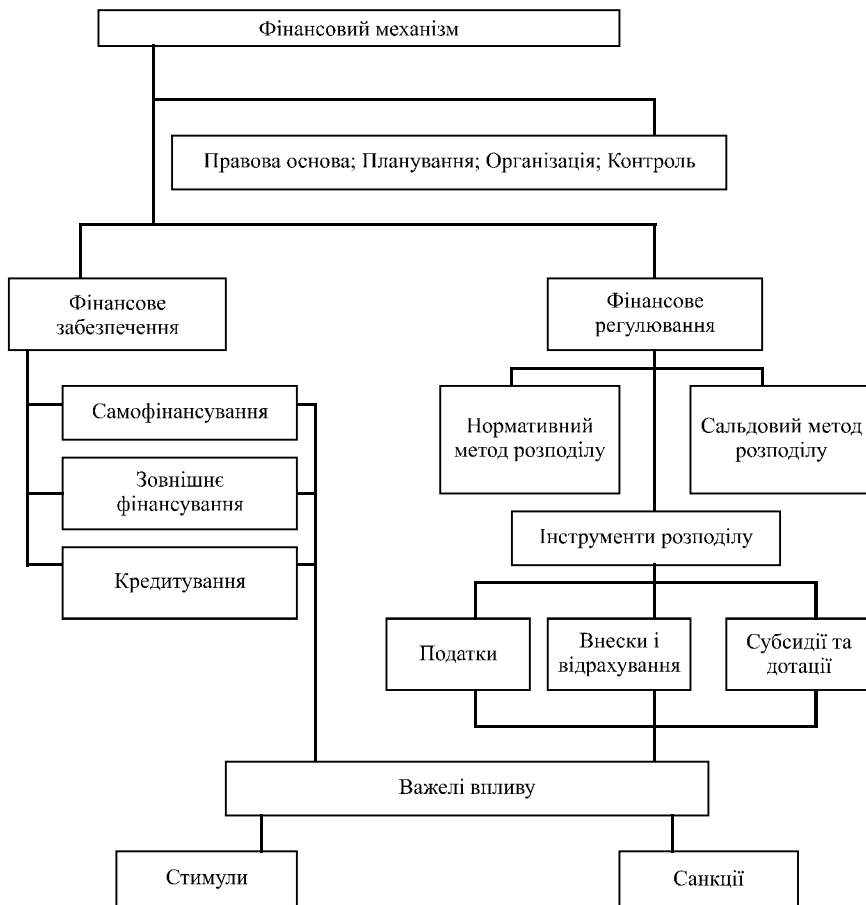 Фінансовий механізм
Правова основа; Планування; Організація; Контроль
Фінансове
забезпечення
Фінансове
регулювання
Самофінансування
Зовнішнє
фінансування
Кредитування
Нормативний
метод розподілу
Сальдовий метод
розподілу
Інструменти розподілу
Податки
Внески і
відрахування
Субсидії та
дотації
Важелі впливу
Стимули
Санкції